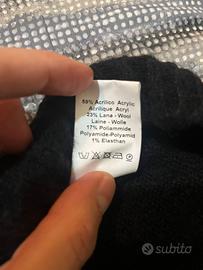 59% Acrilico Acrylic
Acrilique Acryl
23% Lana - Wool
Laine - Wolle
17% Poliammide
Polyamide-Polyamid
1% Elasthan
subito